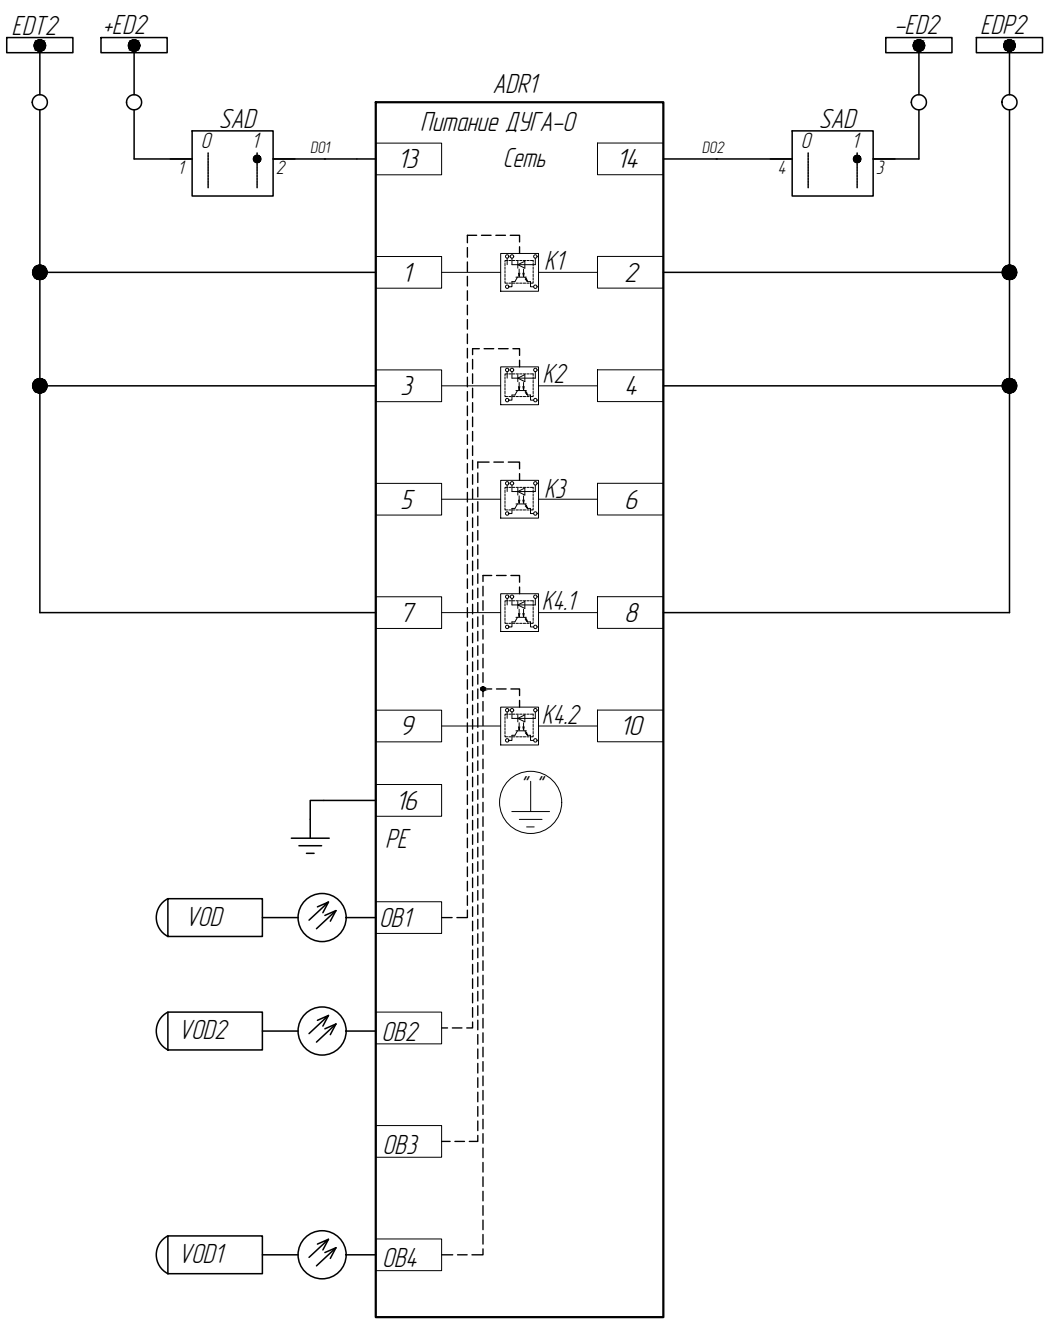 EDT2
+ED2
-ED2
EDP2
ADR1
SAD
0 1
1
2
D01
Питание ДУГА-О
13
Сеть
14
D02
SAD
0 1
4
3
1
K1
2
3
K2
4
5
K3
6
7
K4.1
8
9
K4.2
10
16
" "
PE
VOD
OB1
VOD2
OB2
OB3
VOD1
OB4